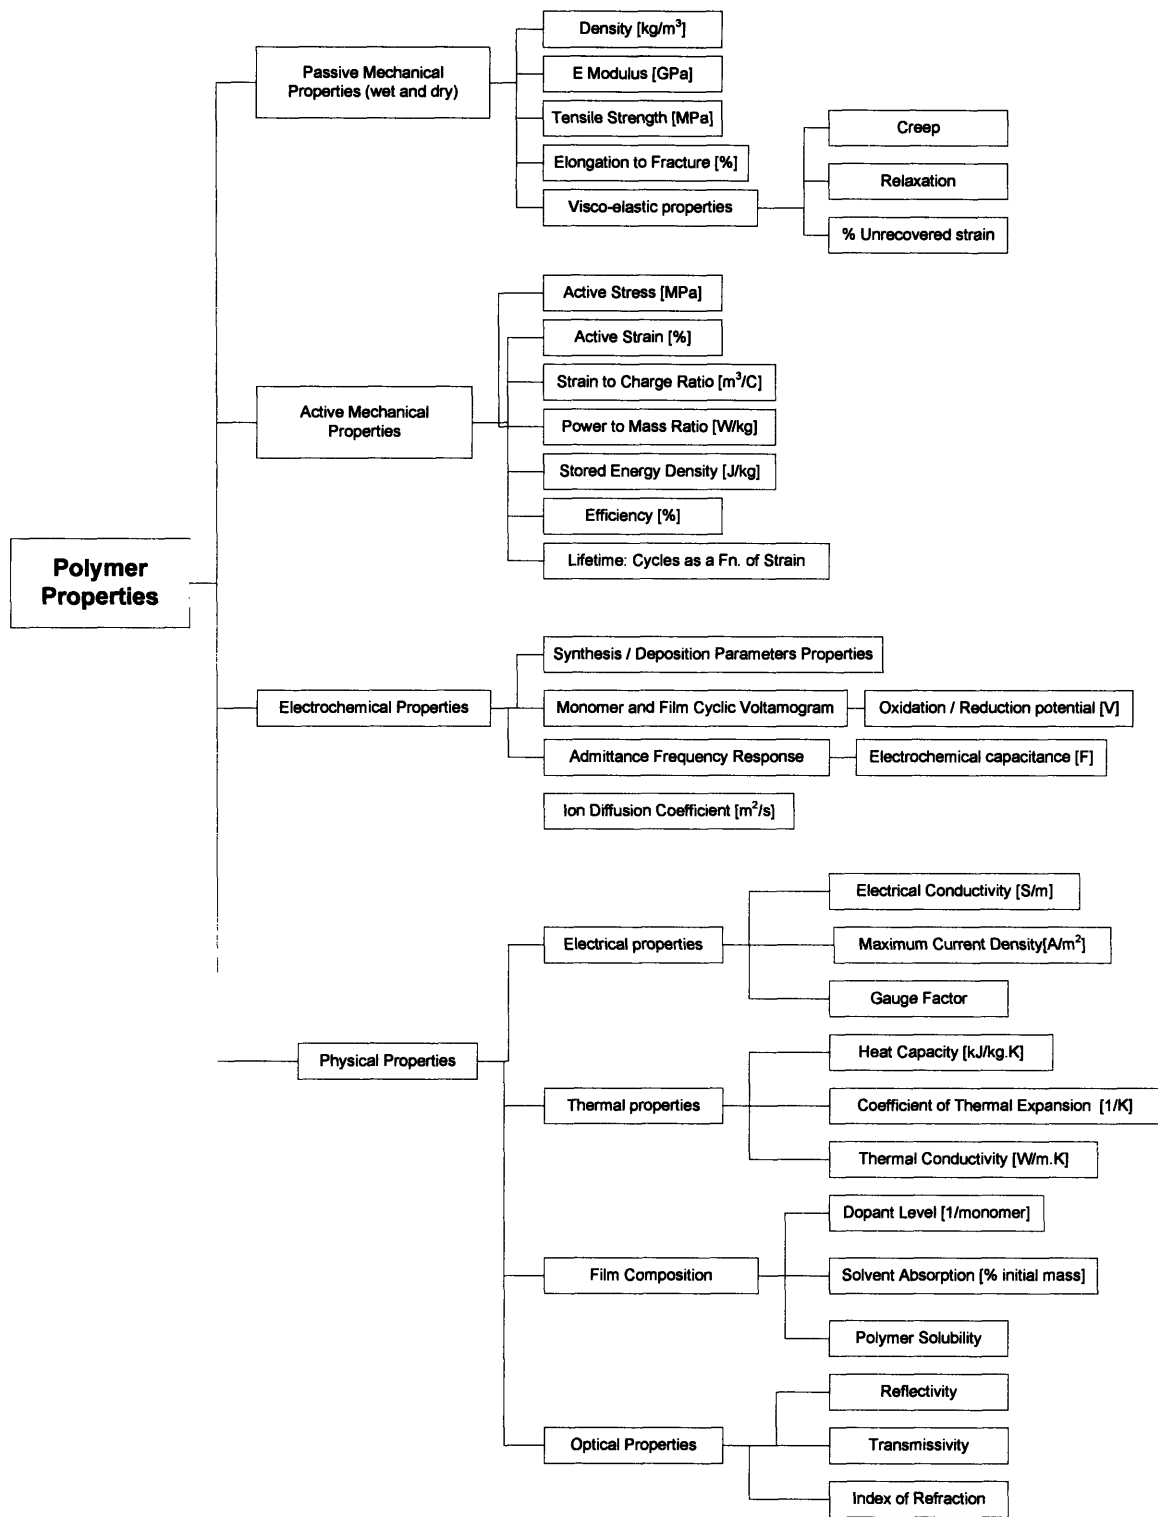 Polymer
Properties
Passive Mechanical
Properties (wet and dry)
Density [kg/m³]
E Modulus [GPa]
Tensile Strength [MPa]
Elongation to Fracture [%]
Visco-elastic properties
Creep
Relaxation
% Unrecovered strain
Active Mechanical
Properties
Active Stress [MPa]
Active Strain [%]
Strain to Charge Ratio [m³/C]
Power to Mass Ratio [W/kg]
Stored Energy Density [J/kg]
Efficiency [%]
Lifetime: Cycles as a Fn. of Strain
Electrochemical Properties
Synthesis / Deposition Parameters Properties
Monomer and Film Cyclic Voltamogram
Oxidation / Reduction potential [V]
Admittance Frequency Response
Electrochemical capacitance [F]
Ion Diffusion Coefficient [m²/s]
Physical Properties
Electrical properties
Electrical Conductivity [S/m]
Maximum Current Density[A/m²]
Gauge Factor
Thermal properties
Heat Capacity [kJ/kg.K]
Coefficient of Thermal Expansion [1/K]
Thermal Conductivity [W/m.K]
Film Composition
Dopant Level [1/monomer]
Solvent Absorption [% initial mass]
Polymer Solubility
Optical Properties
Reflectivity
Transmissivity
Index of Refraction